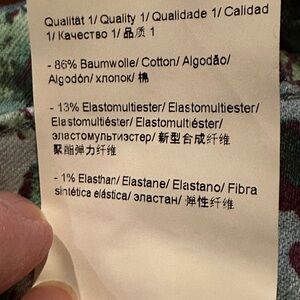 Qualität 1/ Quality 1/ Qualidade 1/ Calidad
1/ Качество 1/ 品质 1
- 86% Baumwolle/ Cotton/ Algodão/
Algodón/ хлопок/ 棉
- 13% Elastomultiester/ Elastomultiester/
Elastomultiéster/ Elastomultiéster/
эластомультиэстер/ 新型合成纤维
聚酯弹力纤维
- 1% Elasthan/ Elastane/ Elastano/ Fibra
sintética elástica/ эластан/ 弹性纤维